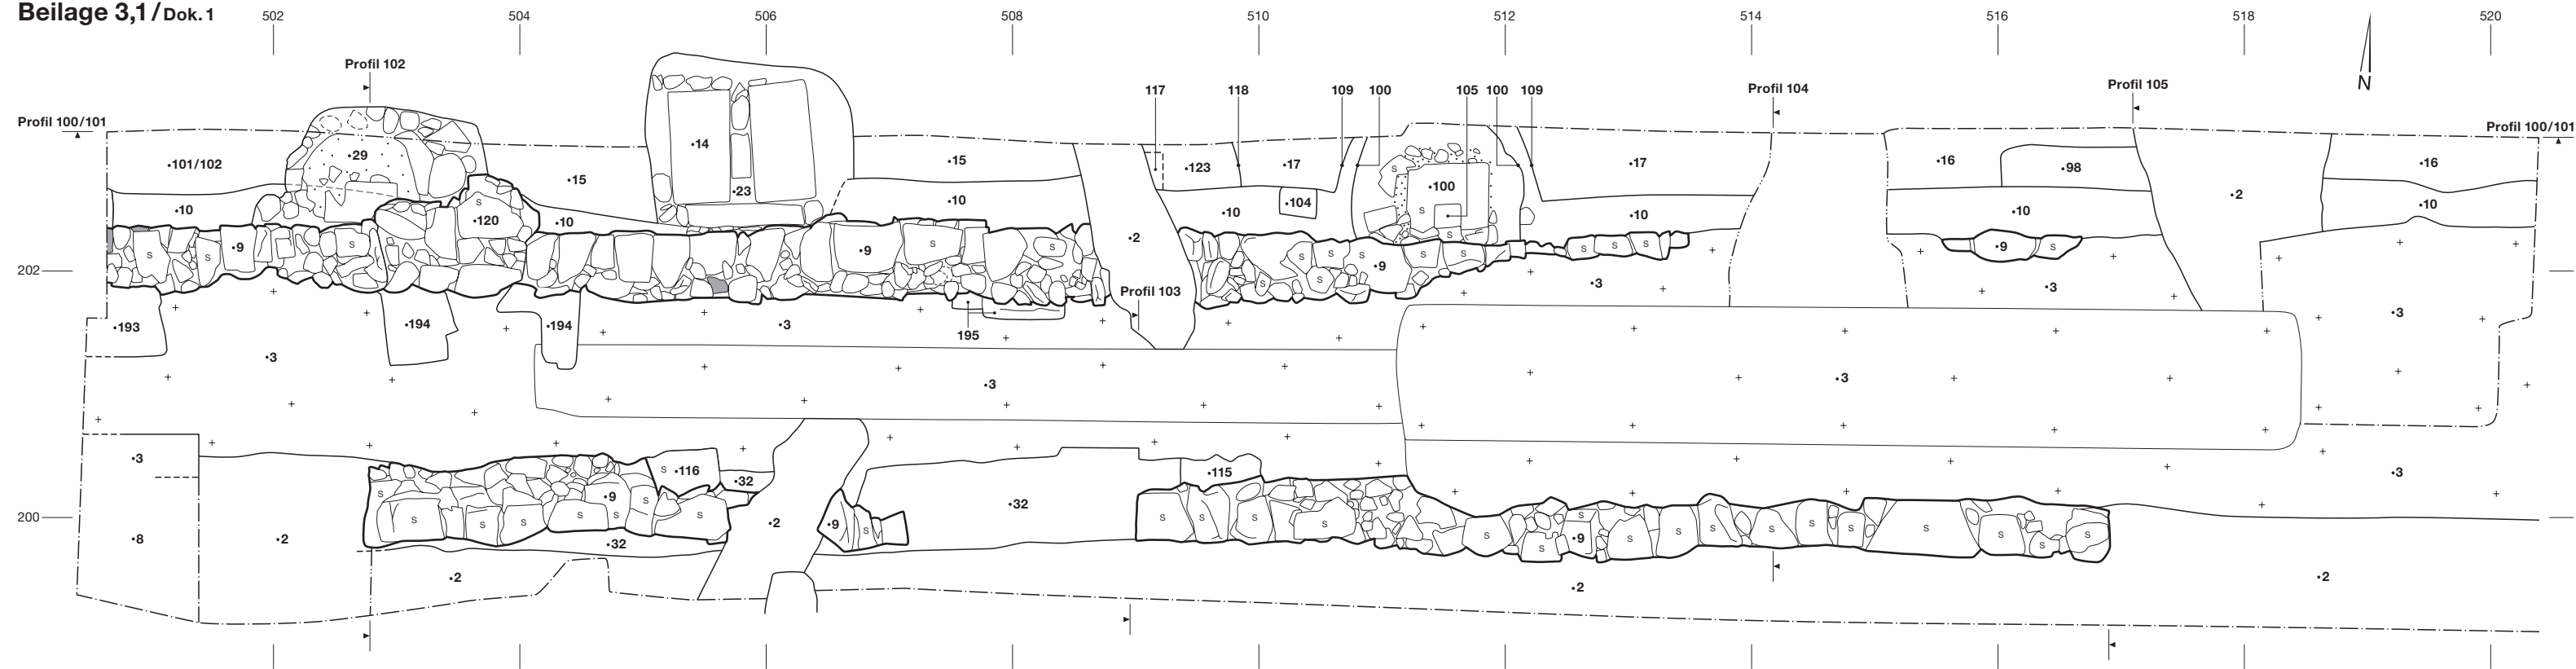 Beilage 3,1/Dok.1
502 504 506 508 510 512 514 516 518 520
N
Profil 102
Profil 104
Profil 105
117 118 109 100 105 100 109
Profil 100/101
Profil 100/101
•14
•29
•101/102
•15
•15
•123
•17
•17
•16
•98
•16
•23
•100
•2
•10
•120
•10
•10
•10
•104
•10
•10
•10
S
S
S
S
•9
S
S
S
•9
S
S
•2
S
S
S
•9
S
S
S
S
S
S
S
•9
S
202
Profil 103
•3
•3
•3
•193
•194
•194
•3
195
•3
•3
•3
•3
•3
S
•116
•115
•32
•3
S
•9
S
S
S
S
S
S
S
•32
200
•2
•9
S
S
S
S
S
S
S
•9
S
S
S
S
S
S
S
S
S
S
S
S
•8
•2
•32
•2
•2
•2